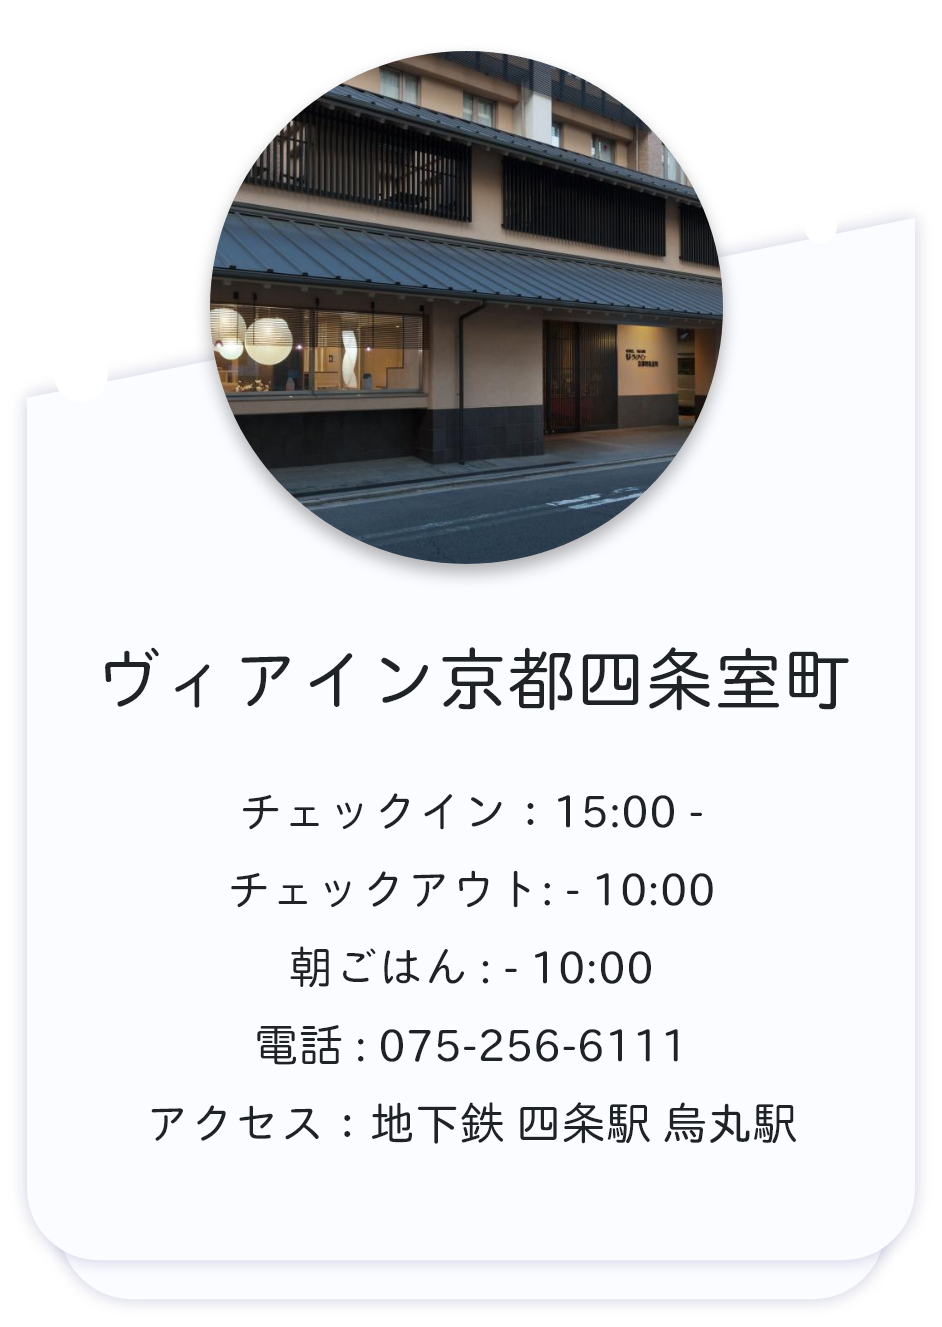 ヴィアイン京都四条室町
チェックイン：15:00 -
チェックアウト: - 10:00
朝ごはん : - 10:00
電話 : 075-256-6111
アクセス：地下鉄 四条駅 烏丸駅